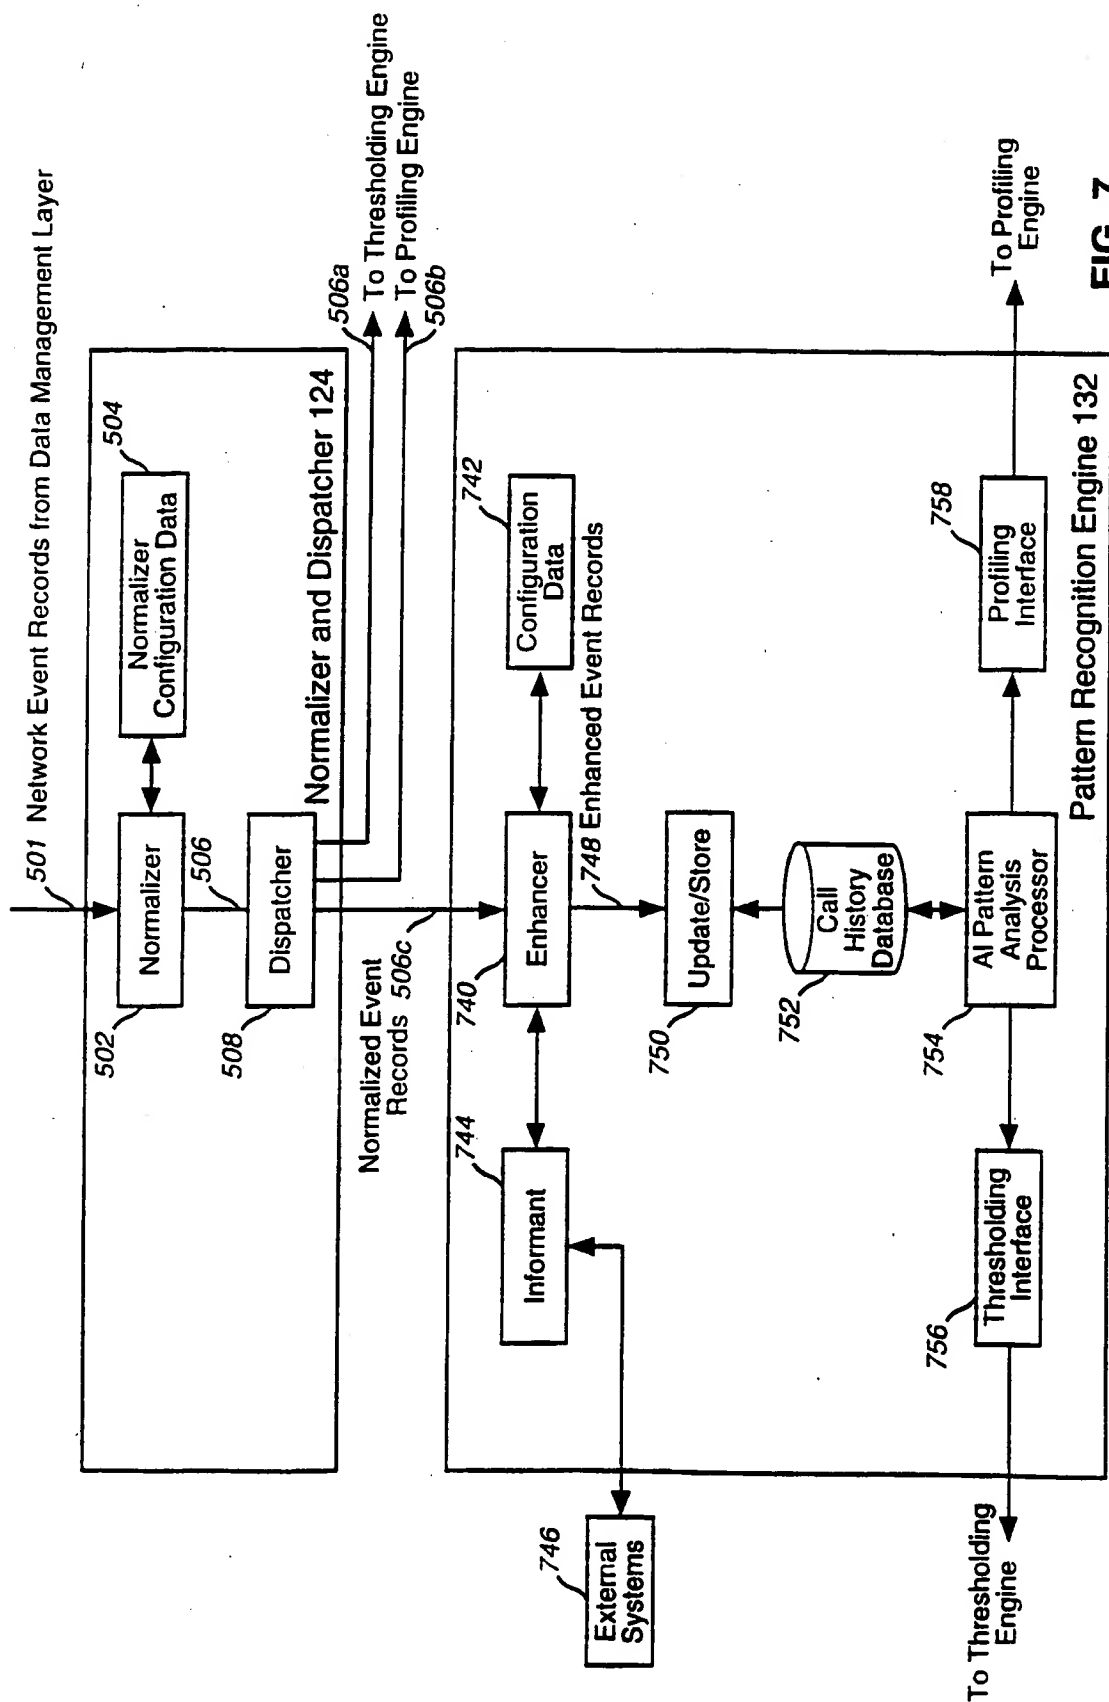 501 Network Event Records from Data Management Layer
502
Normalizer
504
Normalizer
Configuration Data
506
508
Dispatcher
Normalizer and Dispatcher 124
506a
To Thresholding Engine
To Profiling Engine
506b
Normalized Event
Records 506c
744
Informant
740
Enhancer
742
Configuration
Data
746
External
Systems
748 Enhanced Event Records
750
Update/Store
752
Call
History
Database
754
AI Pattern
Analysis
Processor
756
Thresholding
Interface
758
Profiling
Interface
To Thresholding
Engine
To Profiling
Engine
Pattern Recognition Engine 132
FIG. 7